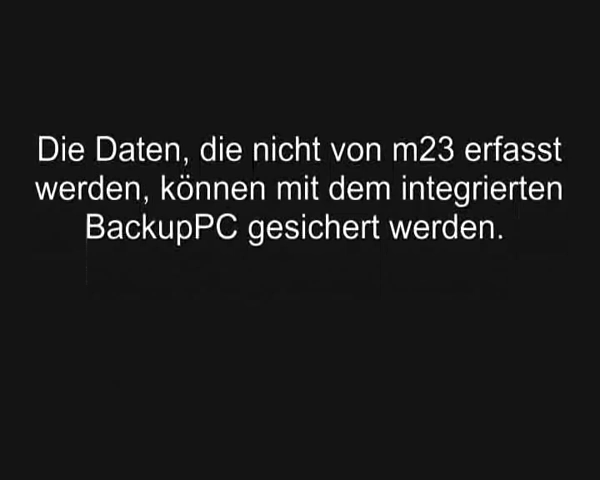 Die Daten, die nicht von m23 erfasst
werden, können mit dem integrierten
BackupPC gesichert werden.